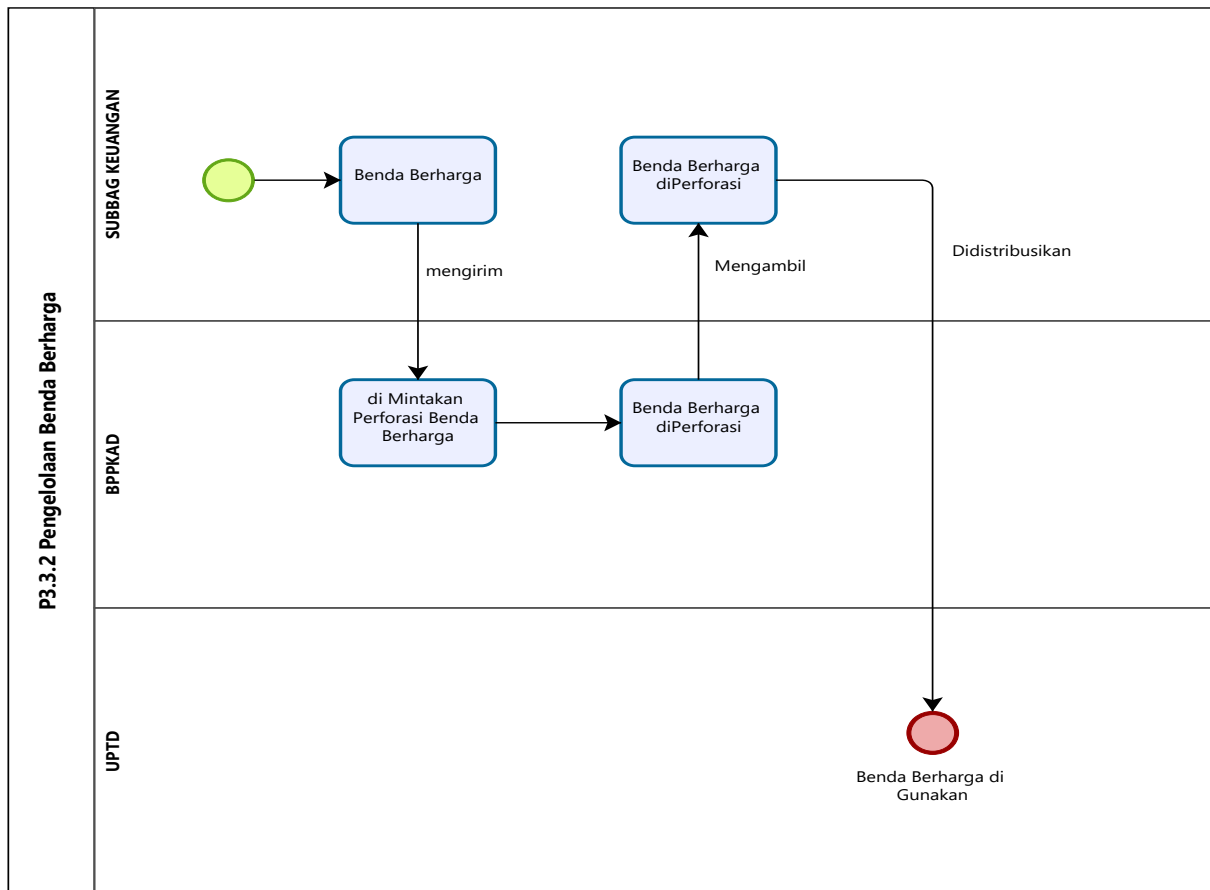 P3.3.2 Pengelolaan Benda Berharga
SUBBAG KEUANGAN
Benda Berharga
Benda Berharga
diPerforasi
mengirim
Mengambil
Didistribusikan
BPPKAD
di Mintakan
Perforasi Benda
Berharga
Benda Berharga
diPerforasi
UPTD
Benda Berharga di
Gunakan